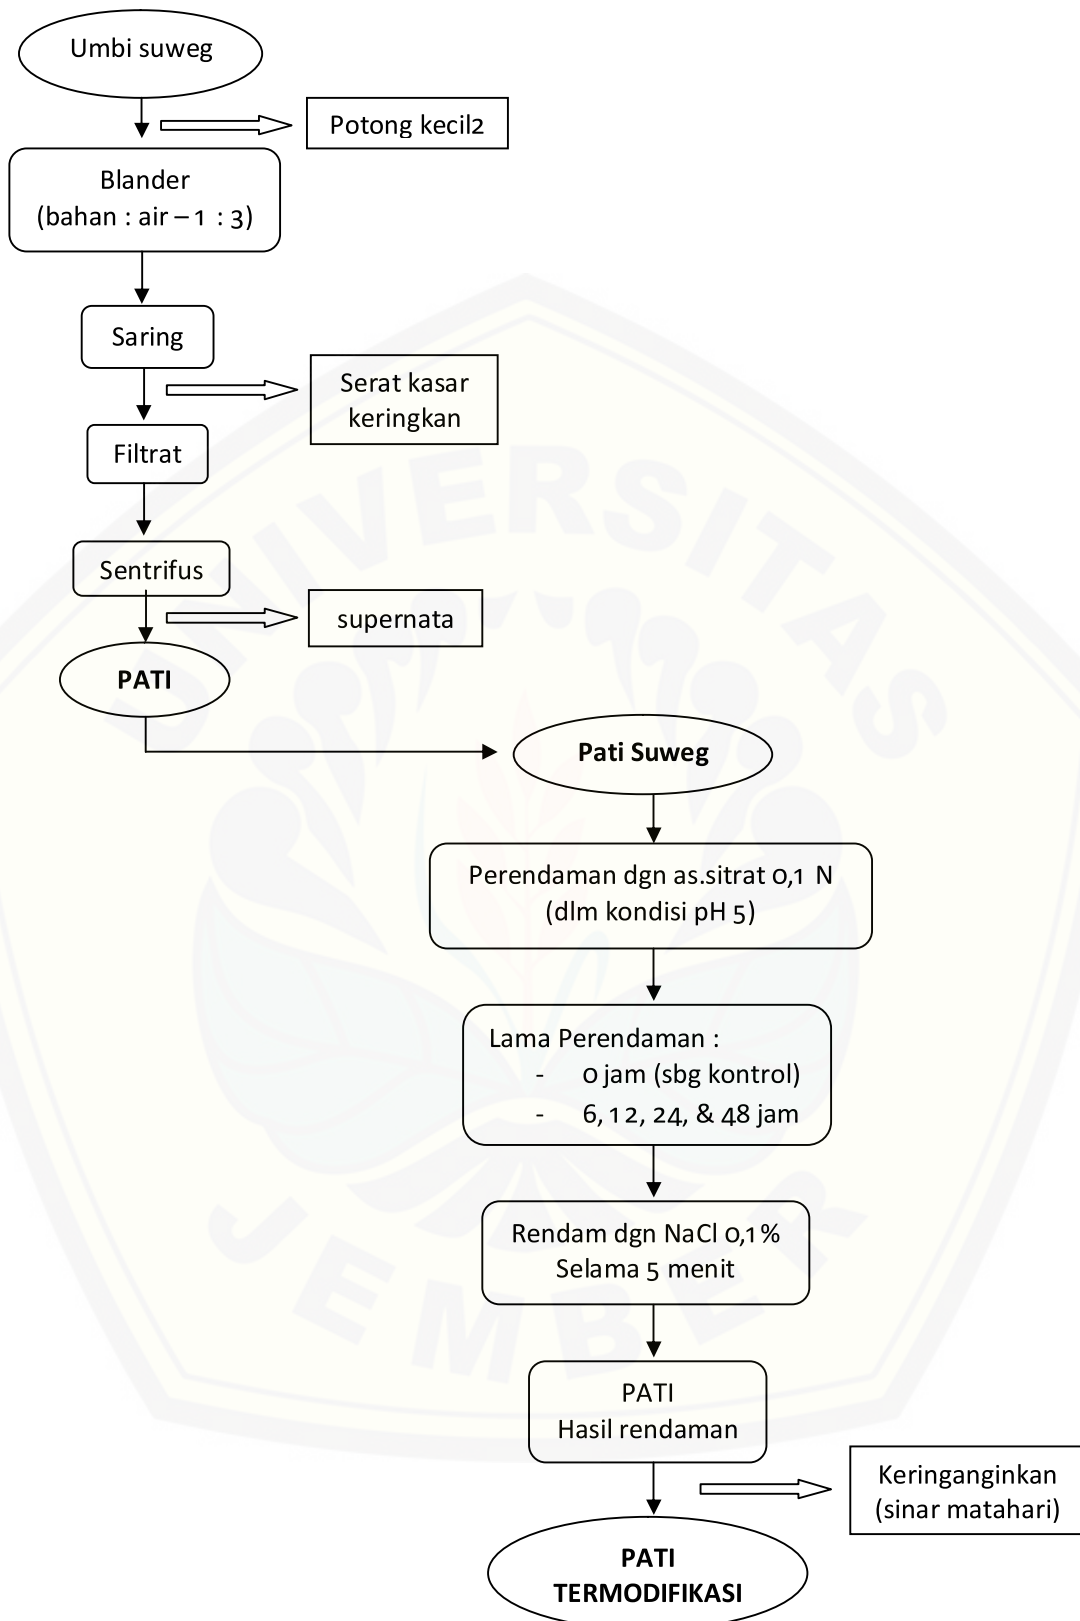 Umbi suweg
Potong kecil2
Blander
(bahan : air – 1 : 3)
Saring
Serat kasar
keringkan
Filtrat
Sentrifus
supernata
PATI
Pati Suweg
Perendaman dgn as.sitrat 0,1 N
(dlm kondisi pH 5)
Lama Perendaman :
- 0 jam (sbg kontrol)
- 6, 12, 24, & 48 jam
Rendam dgn NaCl 0,1%
Selama 5 menit
PATI
Hasil rendaman
Keringanginkan
(sinar matahari)
PATI
TERMODIFIKASI
UNIVERSITAS
JEMBER